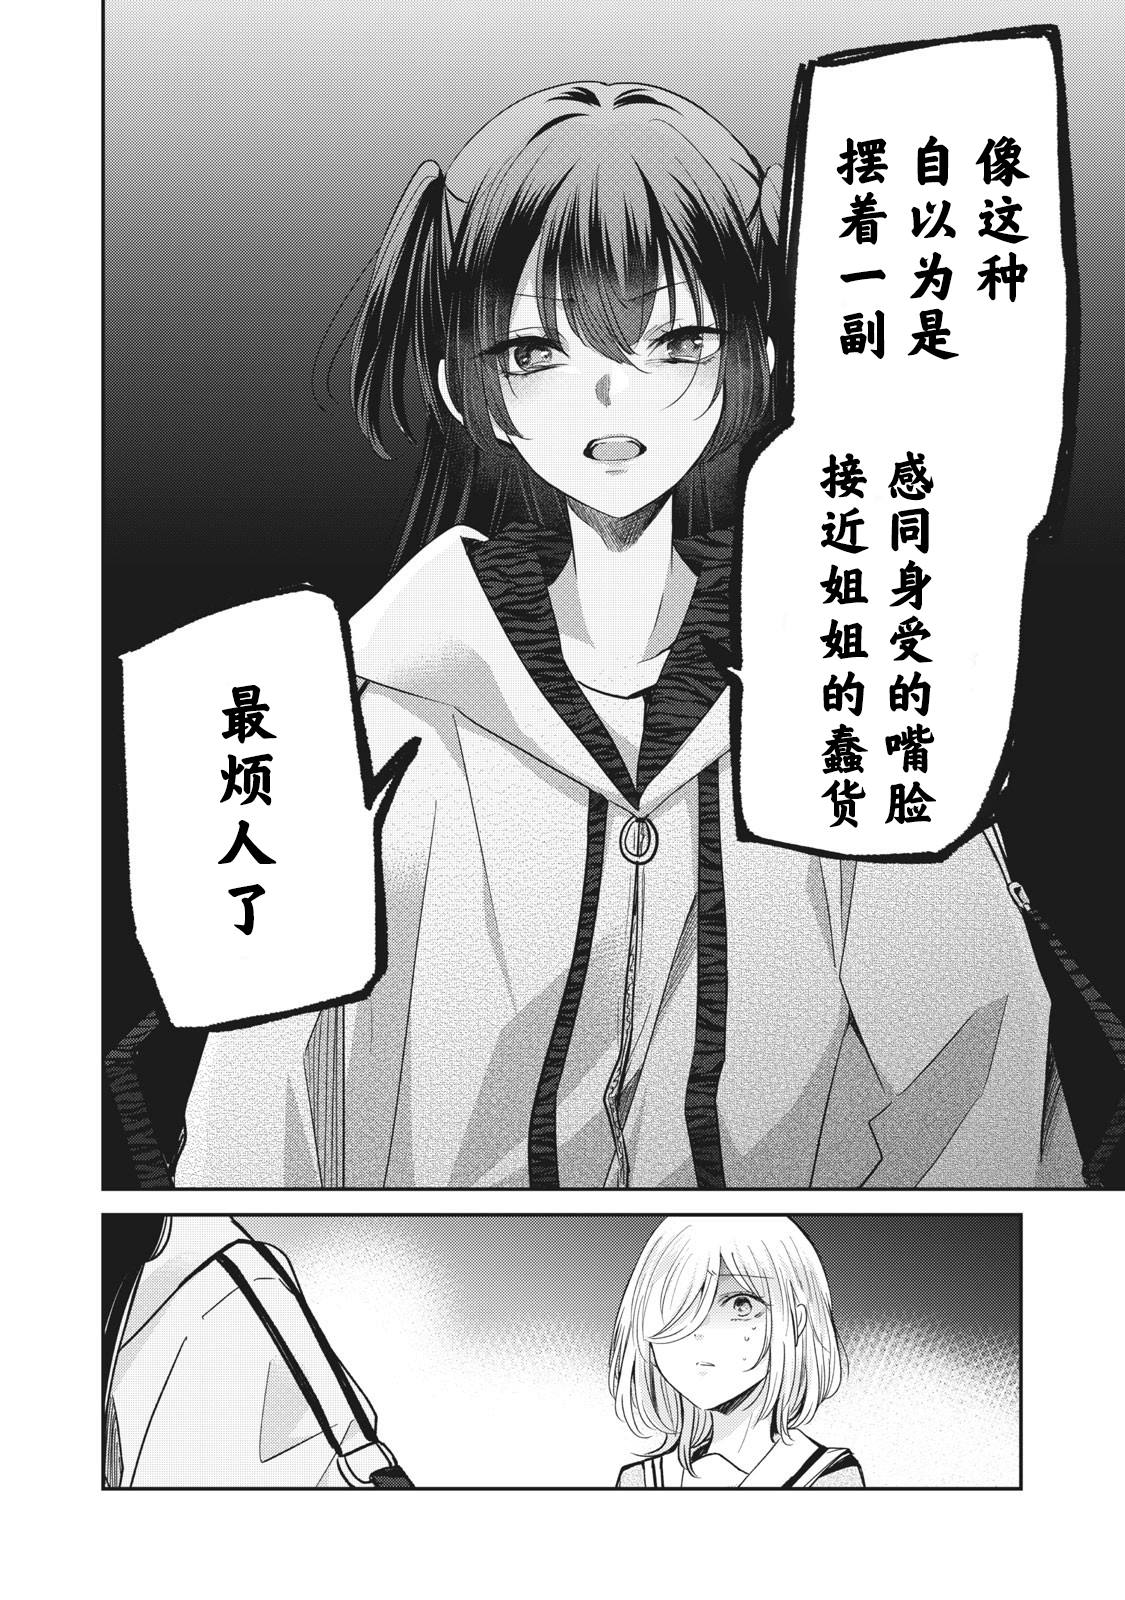 像这种
自以为是
摆着一副
感同身受的嘴脸
接近姐姐的蠢货
最烦人了